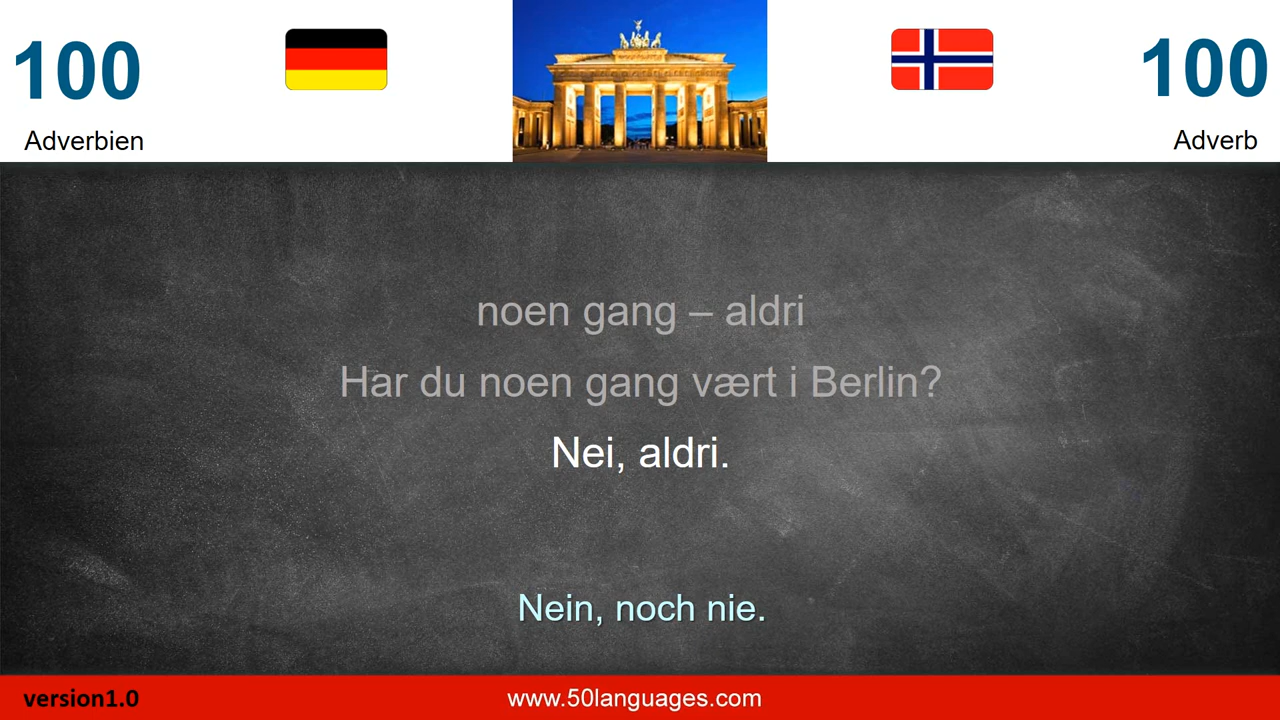 100
100
Adverbien
Adverb
noen gang – aldri
Har du noen gang vært i Berlin?
Nei, aldri.
Nein, noch nie.
version1.0
www.50languages.com